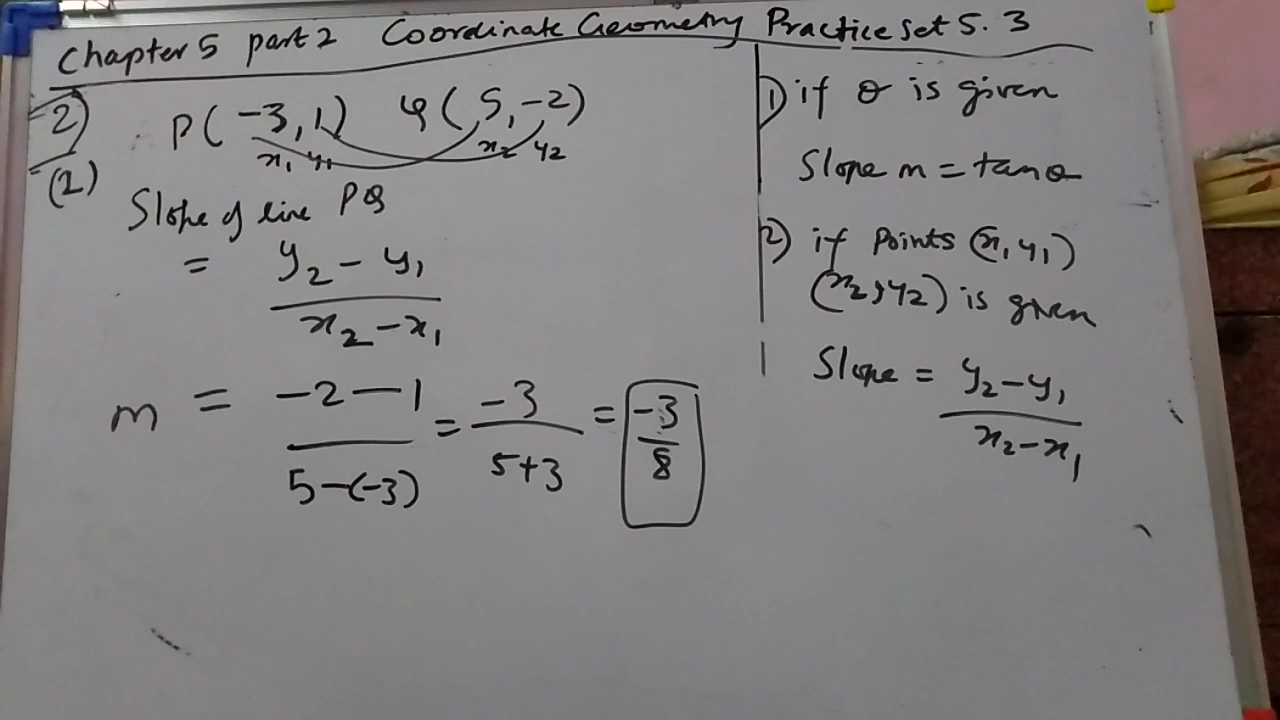 Chapter 5 part 2 Coordinate Geometry Practice Set 5.3
2)
(2)
P(-3,1) Q(5,-2)
x₁ y₁ x₂ y₂
Slope of line PQ
= y₂-y₁
x₂-x₁
m = -2-1 = -3 = -3
5-(-3) 5+3 8
1) if θ is given
Slope m = tanθ
2) if Points (x, y₁)
(x₂, y₂) is given
Slope = y₂-y₁
x₂-x₁